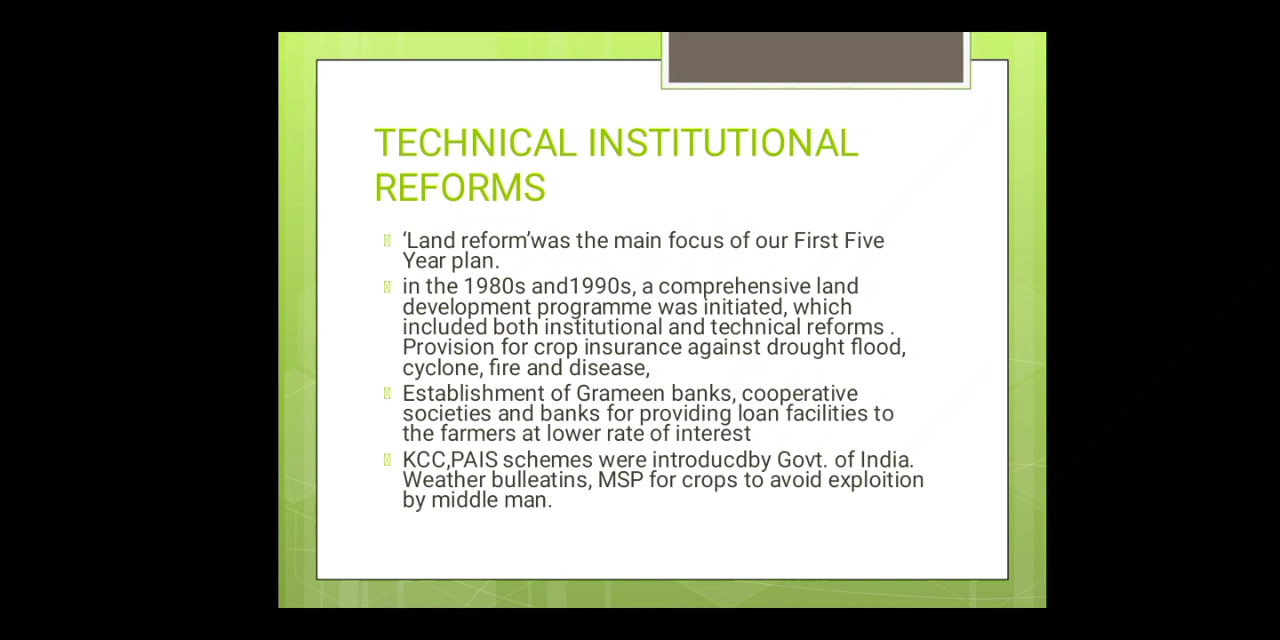 TECHNICAL INSTITUTIONAL
REFORMS
‘Land reform’was the main focus of our First Five
Year plan.
in the 1980s and1990s, a comprehensive land
development programme was initiated, which
included both institutional and technical reforms .
Provision for crop insurance against drought flood,
cyclone, fire and disease,
Establishment of Grameen banks, cooperative
societies and banks for providing loan facilities to
the farmers at lower rate of interest
KCC,PAIS schemes were introducdby Govt. of India.
Weather bulleatins, MSP for crops to avoid exploition
by middle man.